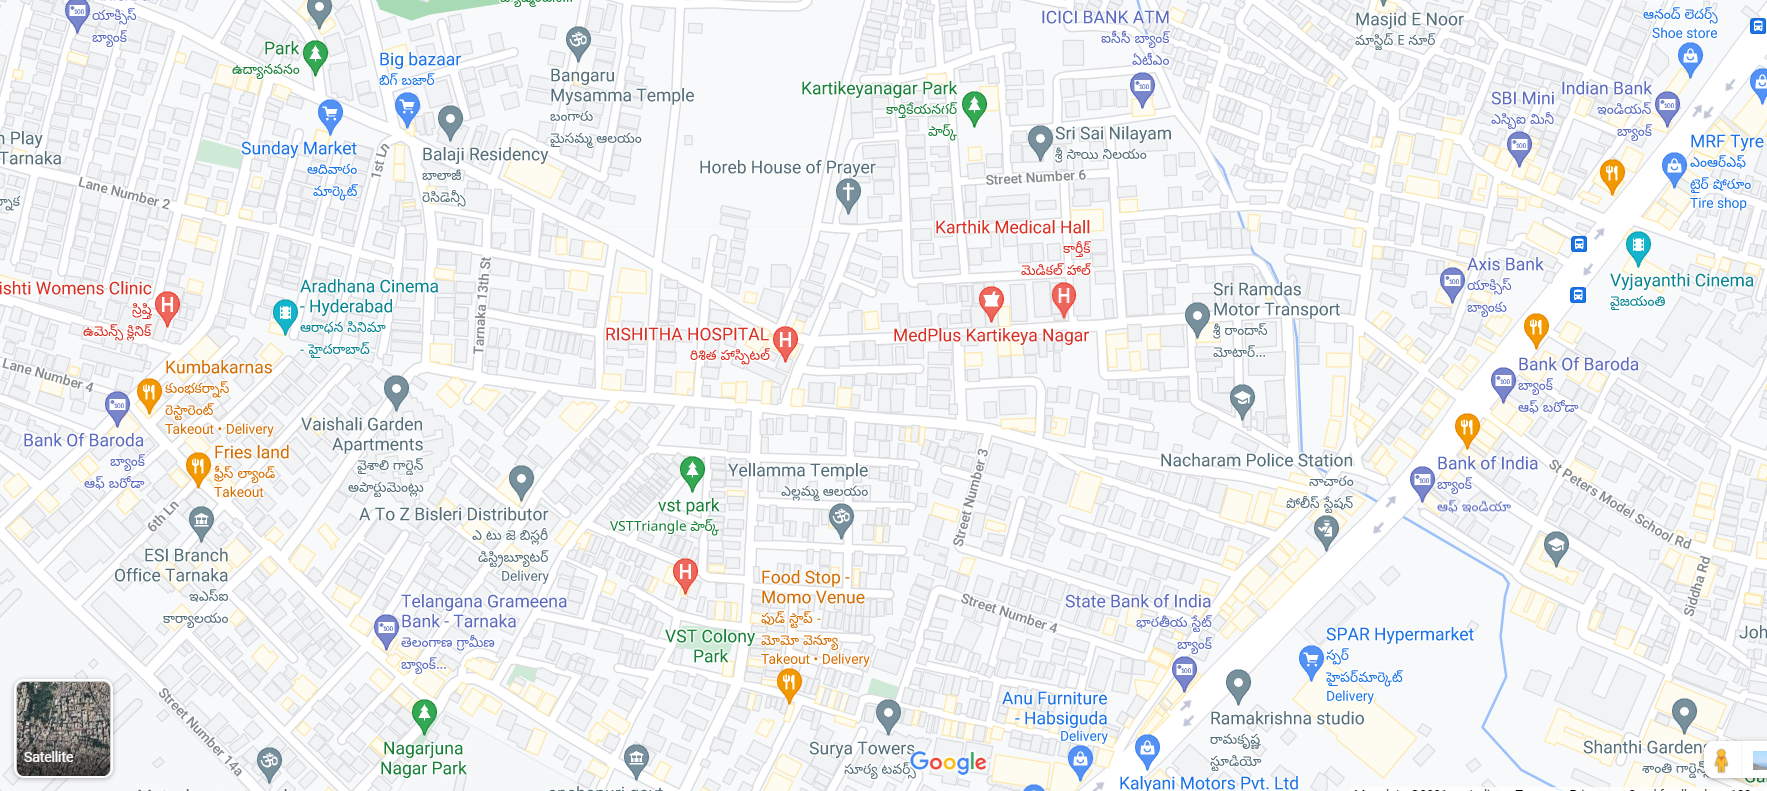 యాక్సిస్
బ్యాంక్
Park
ఉద్యానవనం
Big bazaar
బిగ్ బజార్
Bangaru
Mysamma Temple
బంగారు
మైసమ్మ ఆలయం
ICICI BANK ATM
ఐసీసీ బ్యాంక్
ఏటీఎం
Masjid E Noor
మాస్జిద్ E నూర్
ఆనంద్ లెదర్స్
Shoe store
Kartikeyanagar Park
కార్తికేయనగర్
పార్క్
SBI Mini
ఎస్బిఐ మినీ
Indian Bank
ఇండియన్
బ్యాంక్
MRF Tyre
ఎంఆర్ఎఫ్
టైర్ షోరూం
Tire shop
n Play
Tarnaka
Sunday Market
ఆదివారం
మార్కెట్
1st Ln
Balaji Residency
బాలాజీ
రెసిడెన్సీ
Horeb House of Prayer
Sri Sai Nilayam
శ్రీ సాయి నిలయం
Street Number 6
Lane Number 2
Karthik Medical Hall
కార్తీక్
మెడికల్ హాల్
Axis Bank
యాక్సిస్
బ్యాంకు
Vyjayanthi Cinema
వైజయంతి
ishti Womens Clinic
స్రిష్తి
ఉమెన్స్ క్లినిక్
Aradhana Cinema
- Hyderabad
ఆరాధన సినిమా
- హైదరాబాద్
Tarnaka 13th St
RISHITHA HOSPITAL
రిశిత హాస్పిటల్
MedPlus Kartikeya Nagar
Sri Ramdas
Motor Transport
శ్రీ రాందాస్
మోటార్...
Lane Number 4
Kumbakarnas
కుంభకర్నాస్
రెస్టారెంట్
Takeout • Delivery
Bank Of Baroda
బ్యాంక్
ఆఫ్ బరోడా
Bank Of Baroda
బ్యాంక్
ఆఫ్ బరోడా
Vaishali Garden
Apartments
వైశాలి గార్డెన్
అపార్టుమెంట్లు
Fries land
ఫ్రీస్ ల్యాండ్
Takeout
6th Ln
vst park
VSTTriangle పార్క్
Yellamma Temple
ఎల్లమ్మ ఆలయం
Street Number 3
Nacharam Police Station
నాచారం
పోలీస్ స్టేషన్
Bank of India
బ్యాంక్
ఆఫ్ ఇండియా
St Peters Model School Rd
Siddha Rd
A To Z Bisleri Distributor
ఎ టు జె బిస్లరీ
డిస్ట్రిబ్యూటర్
Delivery
ESI Branch
Office Tarnaka
ఇఎస్ఐ
కార్యాలయం
Telangana Grameena
Bank - Tarnaka
తెలంగాణ గ్రామీణ
బ్యాంక్...
Food Stop -
Momo Venue
ఫుడ్ స్టాప్ -
మోమో వెన్యూ
Takeout • Delivery
VST Colony
Park
Street Number 4
State Bank of India
భారతీయ స్టేట్
బ్యాంక్
SPAR Hypermarket
స్పర్
హైపర్‌మార్కెట్
Delivery
Joh
Street Number 14a
Nagarjuna
Nagar Park
Surya Towers
సూర్య టవర్స్
Anu Furniture
- Habsiguda
Delivery
Ramakrishna studio
రామకృష్ణ
స్టూడియో
Kalyani Motors Pvt. Ltd
Shanthi Gardens
శాంతి గార్డెన్స్
Satellite
Google